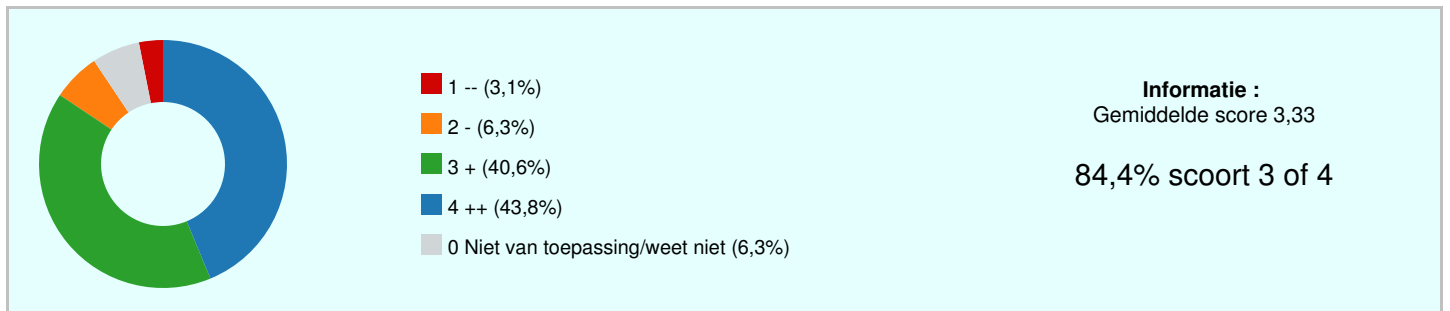 1 -- (3,1%)
2 - (6,3%)
3 + (40,6%)
4 ++ (43,8%)
0 Niet van toepassing/weet niet (6,3%)
Informatie :
Gemiddelde score 3,33
84,4% scoort 3 of 4